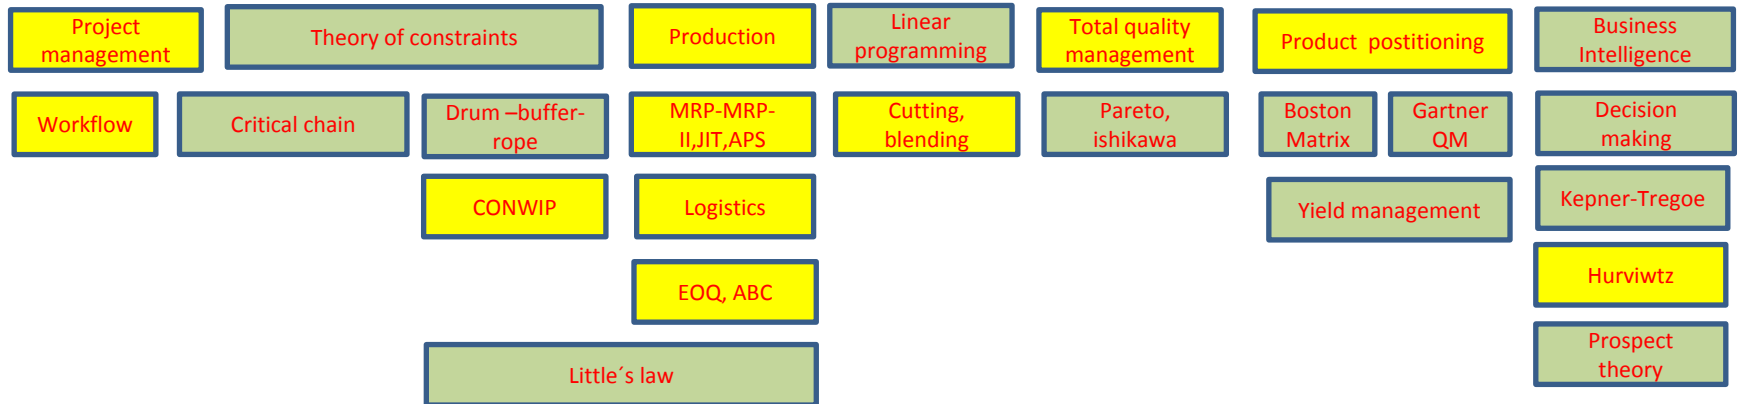 Project
management
Theory of constraints
Production
Linear
programming
Total quality
management
Product postitioning
Business
Intelligence
Workflow
Critical chain
Drum –buffer-
rope
MRP-MRP-
II,JIT,APS
Cutting,
blending
Pareto,
ishikawa
Boston
Matrix
Gartner
QM
Decision
making
CONWIP
Logistics
Yield management
Kepner-Tregoe
EOQ, ABC
Hurviwtz
Little´s law
Prospect
theory